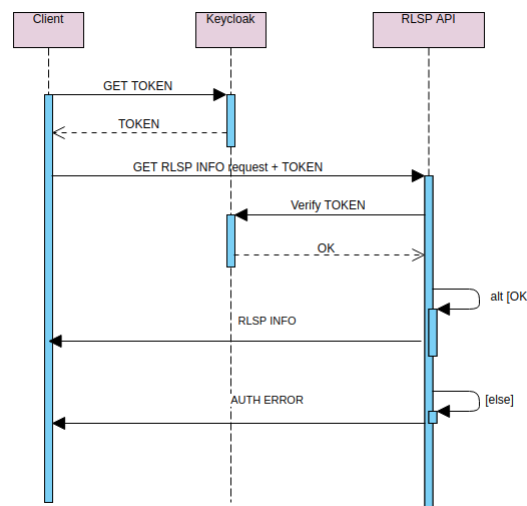 Client
Keycloak
RLSP API
GET TOKEN
TOKEN
GET RLSP INFO request + TOKEN
Verify TOKEN
OK
alt [OK
RLSP INFO
[else]
AUTH ERROR